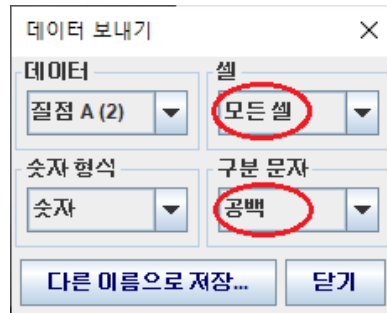 데이터 보내기
데이터
셀
질점 A (2)
모든 셀
숫자 형식
구분 문자
숫자
공백
다른 이름으로 저장...
닫기